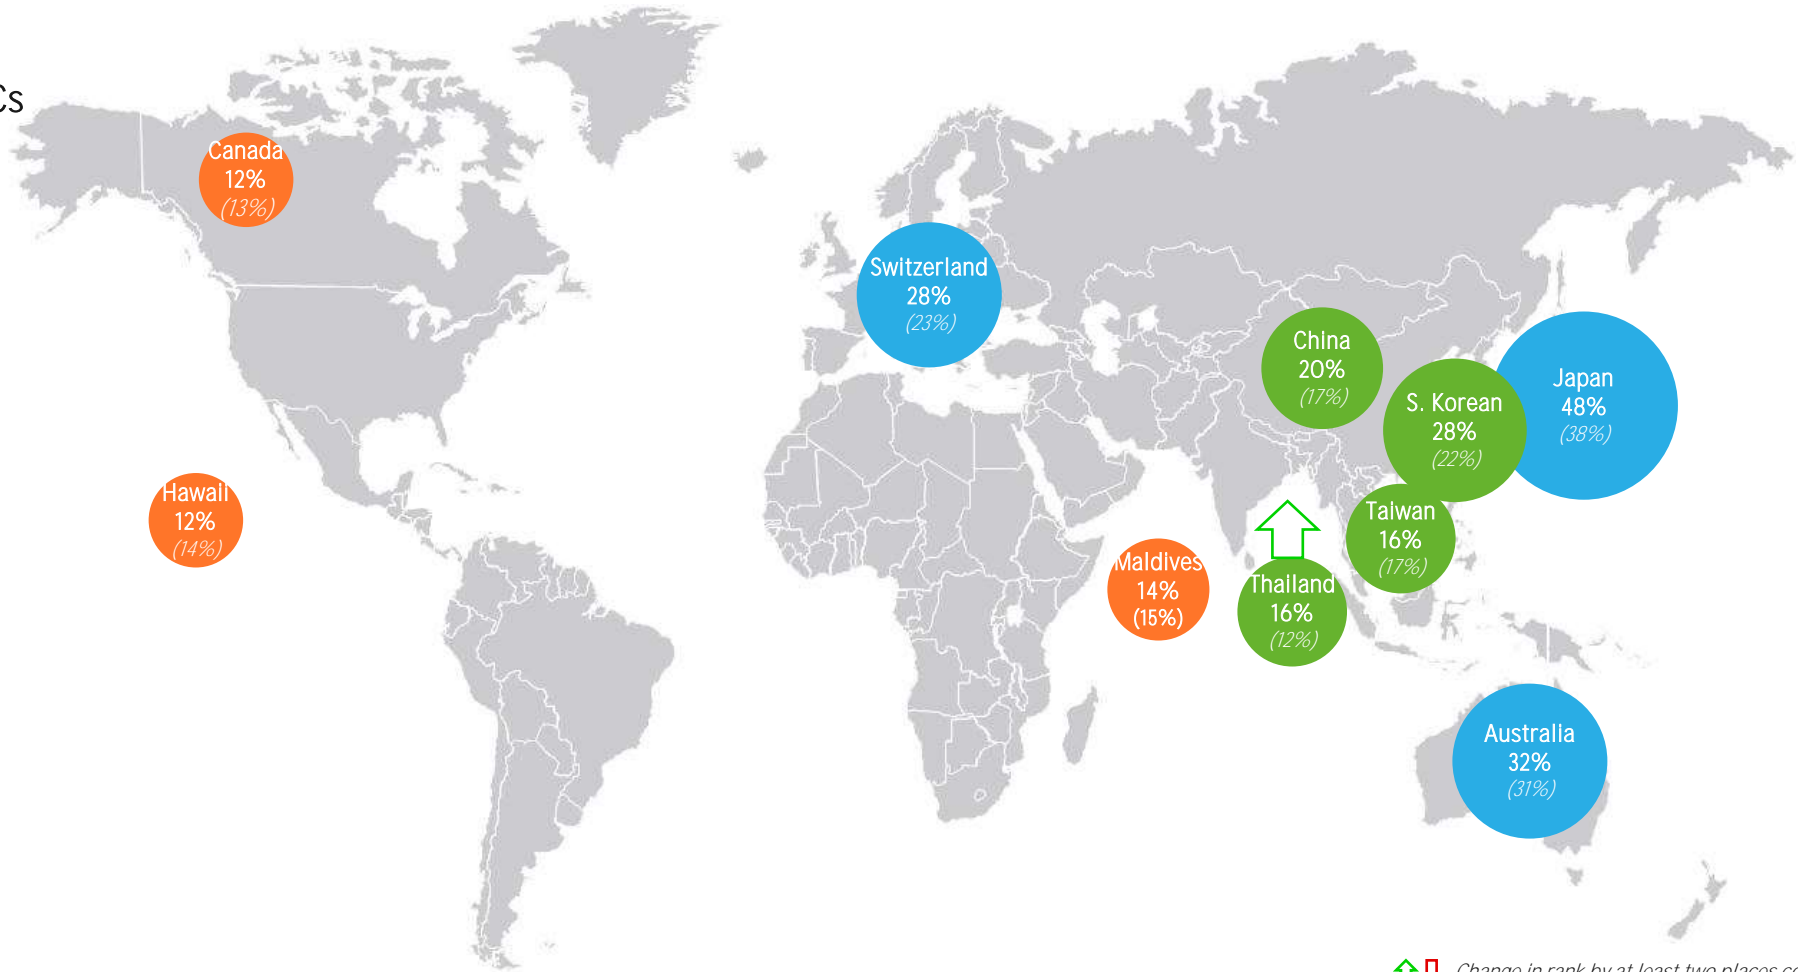 Cs
Canada
12%
(13%)
Switzerland
28%
(23%)
China
20%
(17%)
Japan
48%
(38%)
S. Korean
28%
(22%)
Hawaii
12%
(14%)
Taiwan
16%
(17%)
Maldives
14%
(15%)
Thailand
16%
(12%)
Australia
32%
(31%)
Change in rank by at least two places